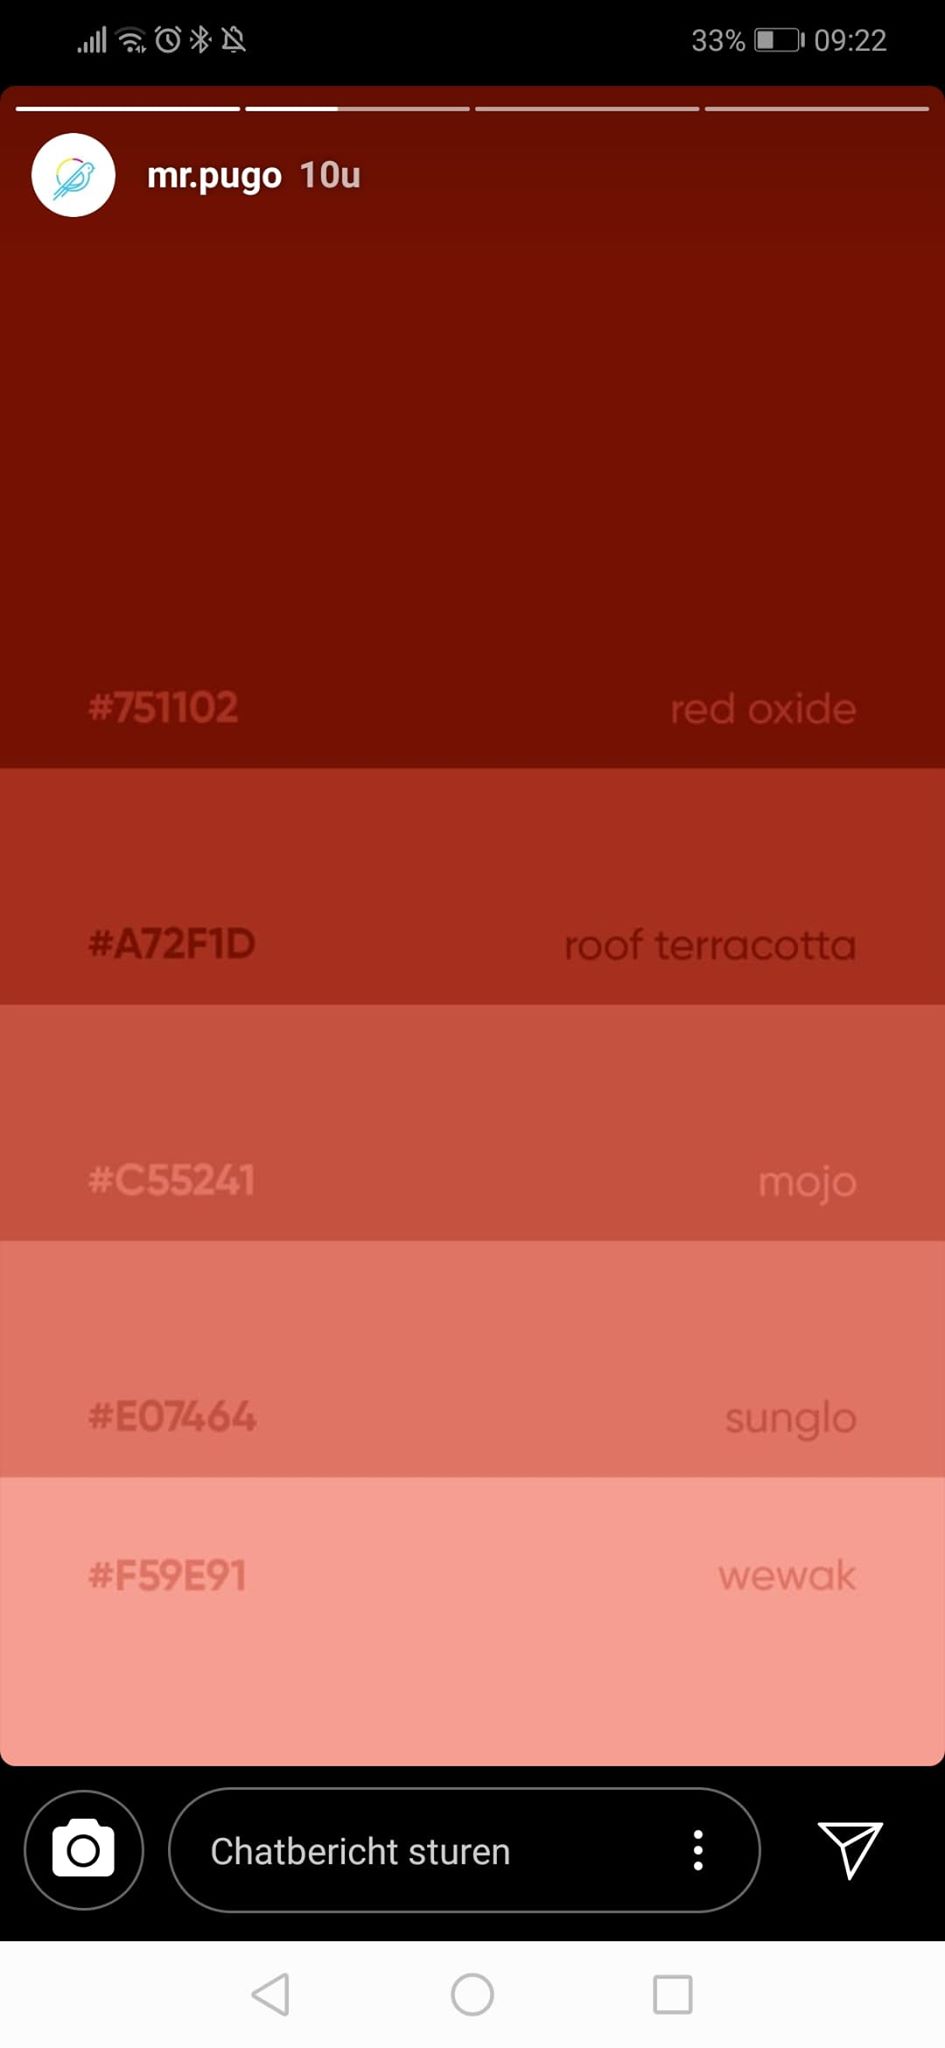 33% 09:22
mr.pugo 10u
#751102 red oxide
#A72F1D roof terracotta
#C55241 mojo
#E07464 sunglo
#F59E91 wewak
Chatbericht sturen